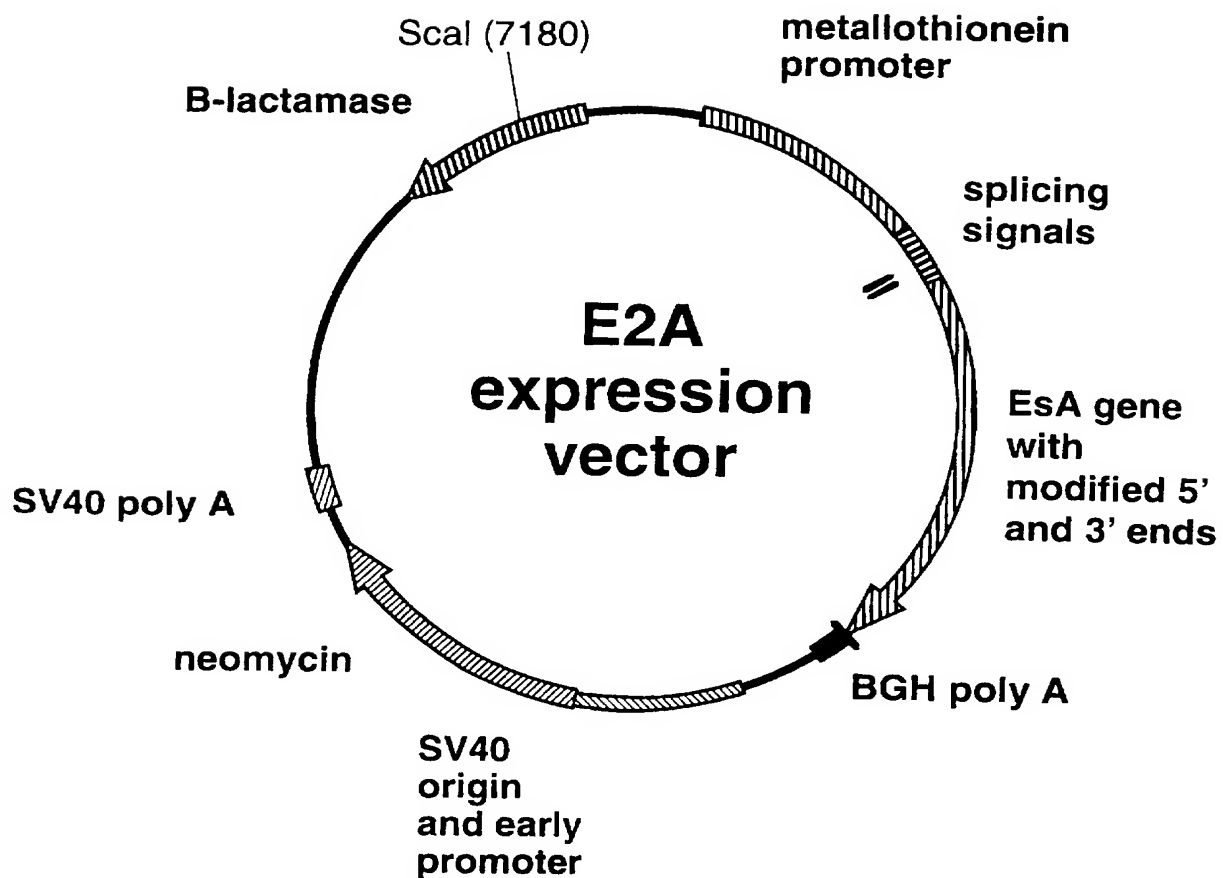 ScaI (7180)
metallothionein
promoter
B-lactamase
splicing
signals
E2A
expression
vector
EsA gene
with
modified 5’
and 3’ ends
SV40 poly A
neomycin
BGH poly A
SV40
origin
and early
promoter